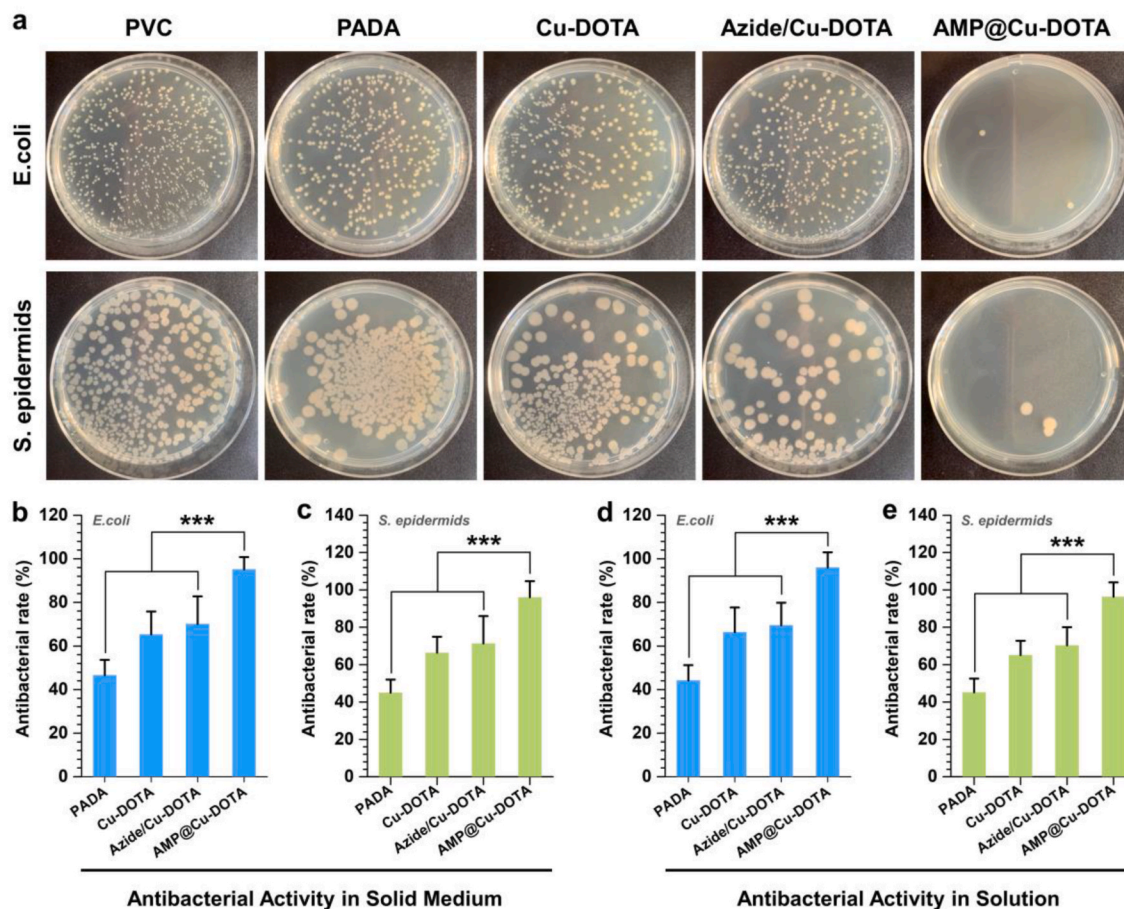 a
PVC PADA Cu-DOTA Azide/Cu-DOTA AMP@Cu-DOTA
E.coli
S. epidermids
b
120
100
80
60
40
20
0
Antibacterial rate (%)
E.coli
***
PADA
Cu-DOTA
Azide/Cu-DOTA
AMP@Cu-DOTA
c
140
120
100
80
60
40
20
0
Antibacterial rate (%)
S. epidermids
***
PADA
Cu-DOTA
Azide/Cu-DOTA
AMP@Cu-DOTA
Antibacterial Activity in Solid Medium
d
120
100
80
60
40
20
0
Antibacterial rate (%)
E.coli
***
PADA
Cu-DOTA
Azide/Cu-DOTA
AMP@Cu-DOTA
e
140
120
100
80
60
40
20
0
Antibacterial rate (%)
S. epidermids
***
PADA
Cu-DOTA
Azide/Cu-DOTA
AMP@Cu-DOTA
Antibacterial Activity in Solution